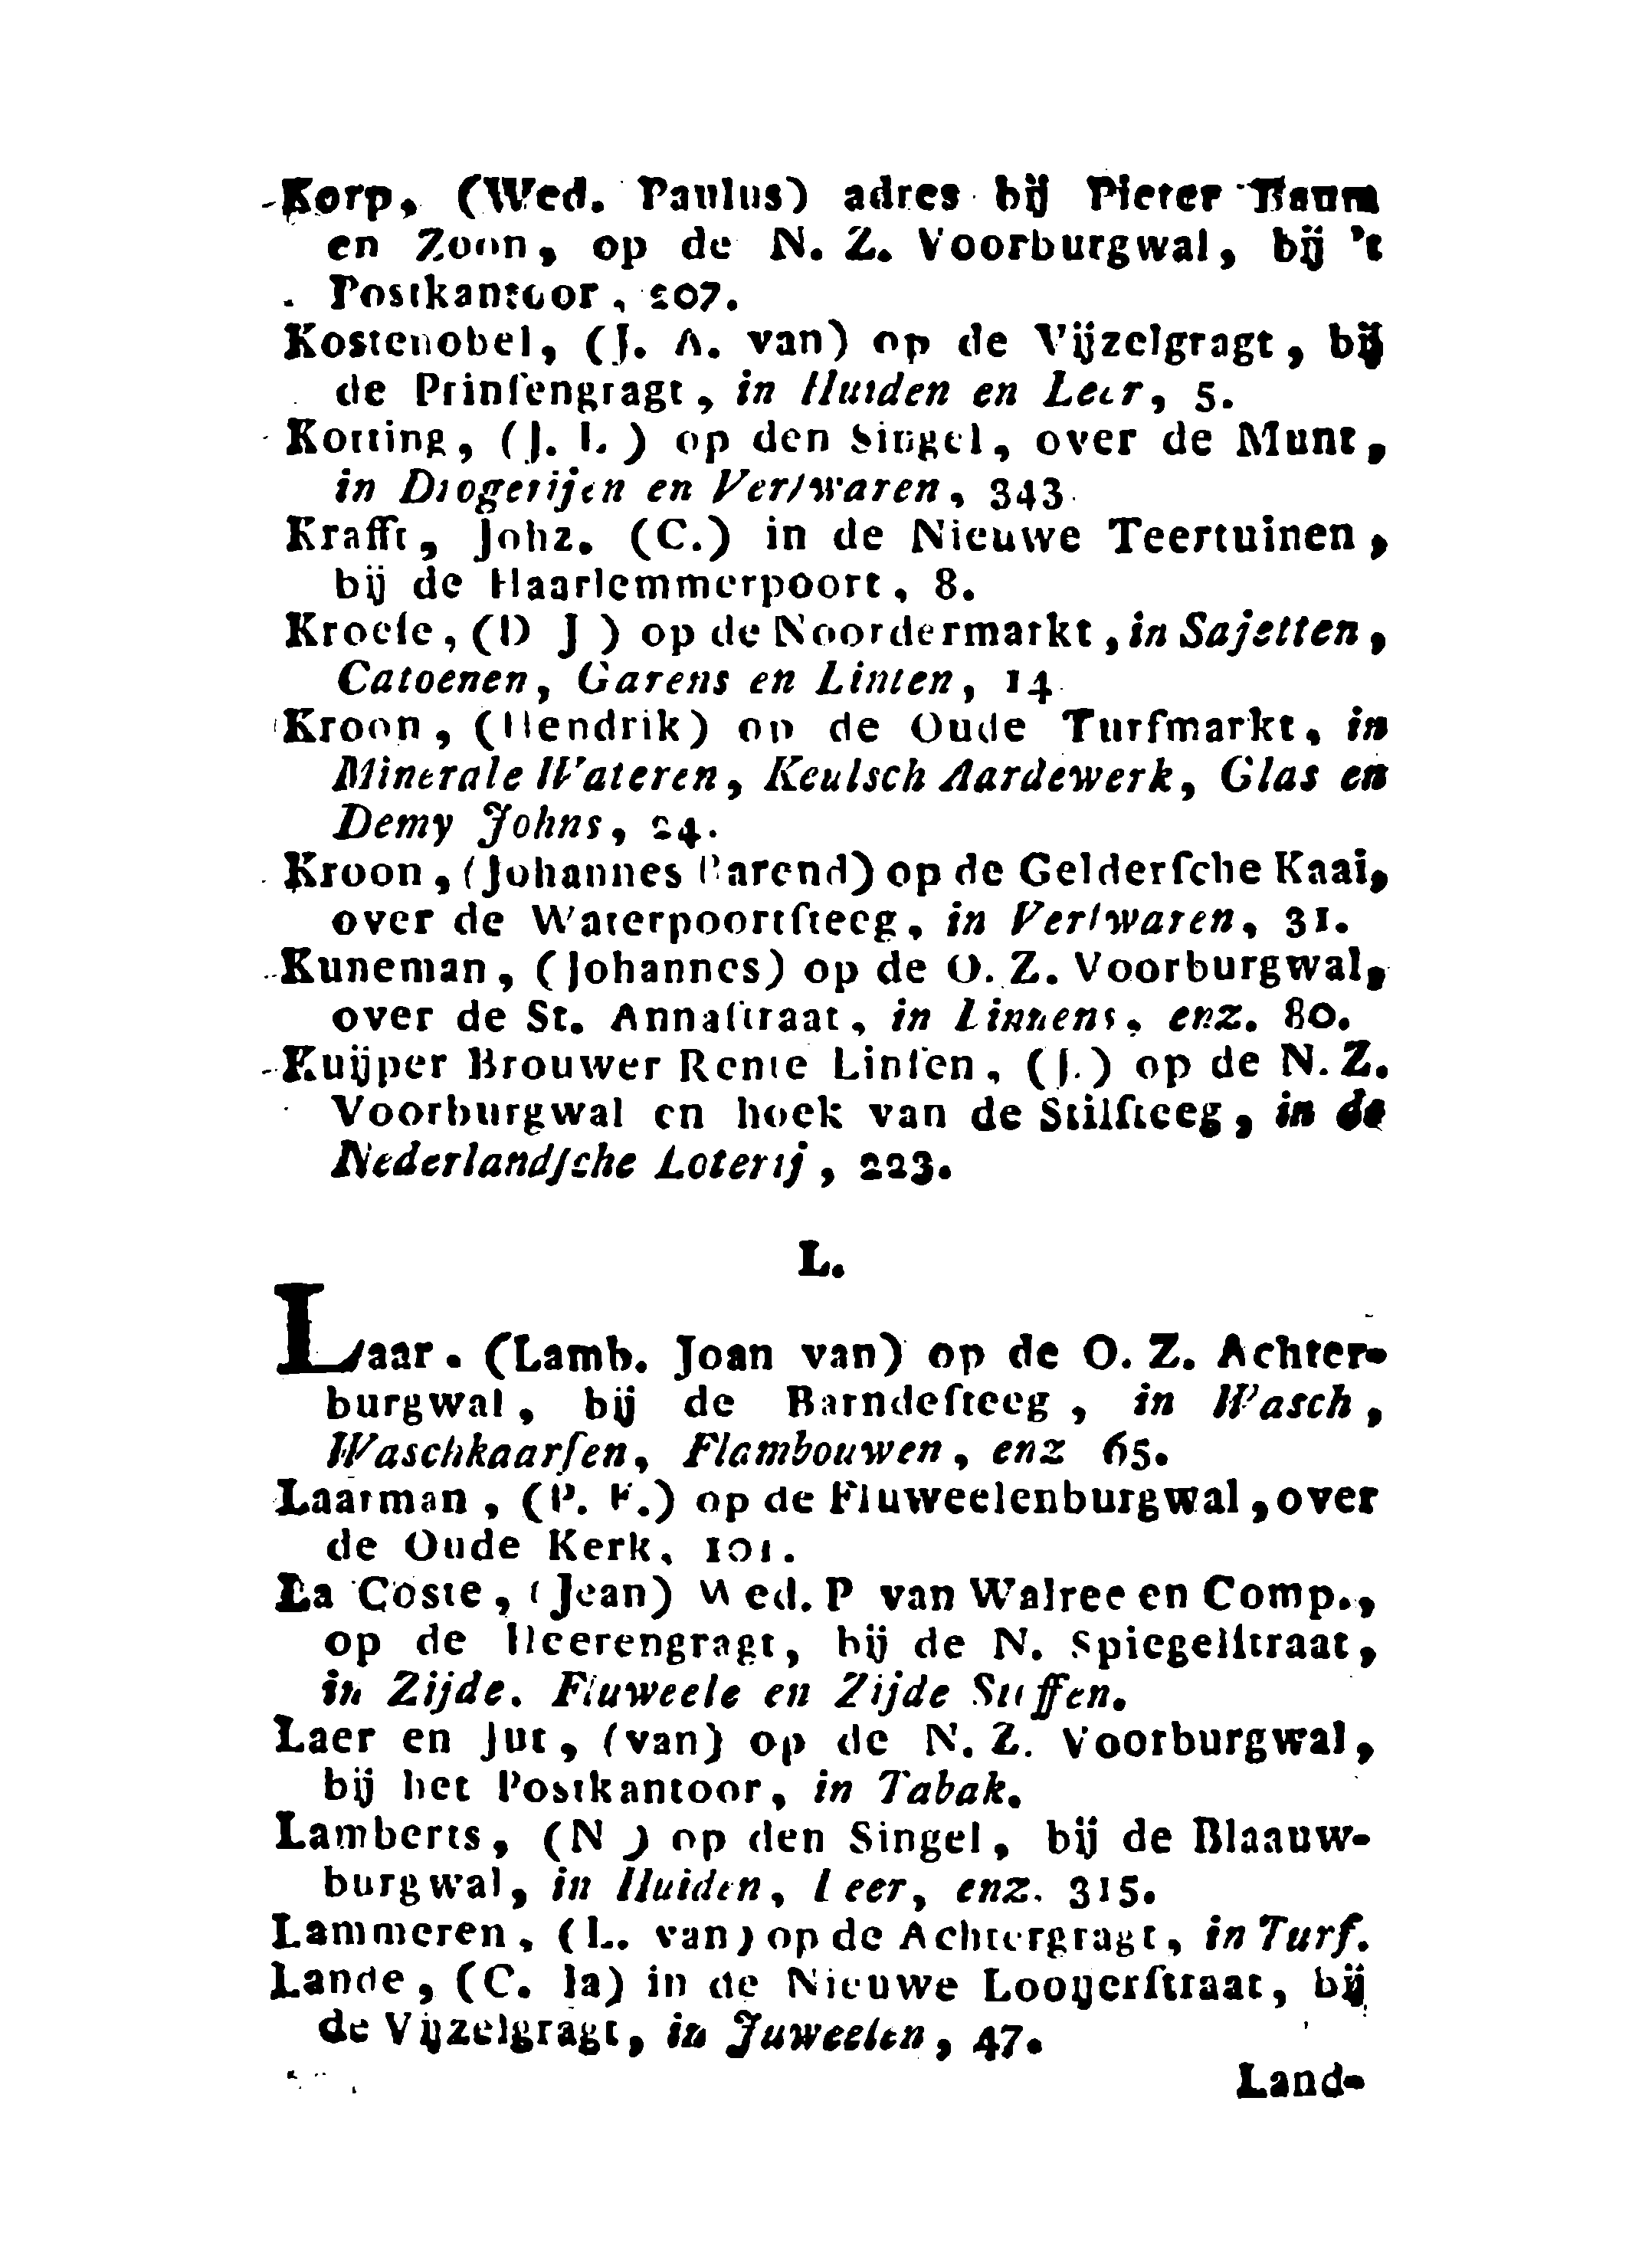 Korp, (Wed. Paulus) adres bij Pieter Baum
en Zoon, op de N. Z. Voorburgwal, bij 't
Postkantoor, 207.
Kostenobel, (J. A. van) op de Vijzelgragt, bij
de Prinſengragt, in Huiden en Leer, 5.
Kotting, (J. L.) op den Singel, over de Munt,
in Drogerijen en Verfwaren, 343.
Krafft, Johz. (C.) in de Nieuwe Teertuinen,
bij de Haarlemmerpoort, 8.
Kroeſe, (D J) op de Noordermarkt, in Sajetten,
Catoenen, Garens en Linten, 14.
Kroon, (Hendrik) op de Oude Turfmarkt, in
Minerale Wateren, Keulsch Aardewerk, Glas en
Demy Johns, 24.
Kroon, (Johannes Barend) op de Gelderſche Kaai,
over de Waterpoortſteeg, in Verfwaren, 31.
Kuneman, (Johannes) op de O. Z. Voorburgwal,
over de St. Annaſtraat, in Linnens, enz. 80.
Kuijper Brouwer Rente Linſen, (J.) op de N. Z.
Voorburgwal en hoek van de Stilſteeg, in de
Nederlandſche Loterij, 223.
L.
Laar. (Lamb. Joan van) op de O. Z. Achter-
burgwal, bij de Barndeſteeg, in Wasch,
Waschkaarſen, Flambouwen, enz 65.
Laarman, (P. F.) op de Fluweelenburgwal, over
de Oude Kerk, 101.
La Coste, (Jean) Wed. P van Walree en Comp.,
op de Heerengragt, bij de N. Spiegelſtraat,
in Zijde. Fluweele en Zijde Stoffen.
Laer en Jut, (van) op de N. Z. Voorburgwal,
bij het Postkantoor, in Tabak.
Lamberts, (N) op den Singel, bij de Blaauw-
burgwal, in Huiden, Leer, enz. 315.
Lammeren, (L. van) op de Achtergragt, in Turf.
Lande, (C. la) in de Nieuwe Looijerſtraat, bij
de Vijzelgragt, in Juweelen, 47.
Land-